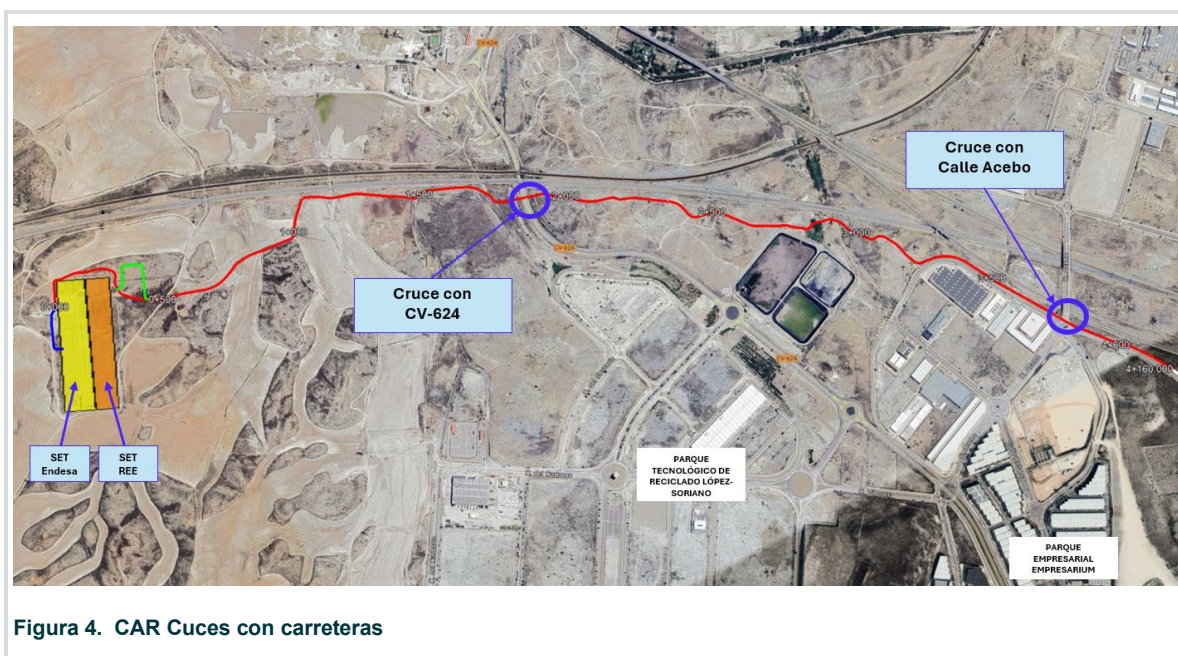 CV-624
Cruce con
Calle Acebo
1+500
2+000
1+000
2+500
3+000
CV-624
Cruce con
CV-624
3+500
0+000
0+500
4+000
4+160.000
CV-624
SET
Endesa
SET
REE
PARQUE
TECNOLÓGICO DE
RECICLADO LÓPEZ-
SORIANO
PARQUE
EMPRESARIAL
EMPRESARIUM
Figura 4. CAR Cuces con carreteras